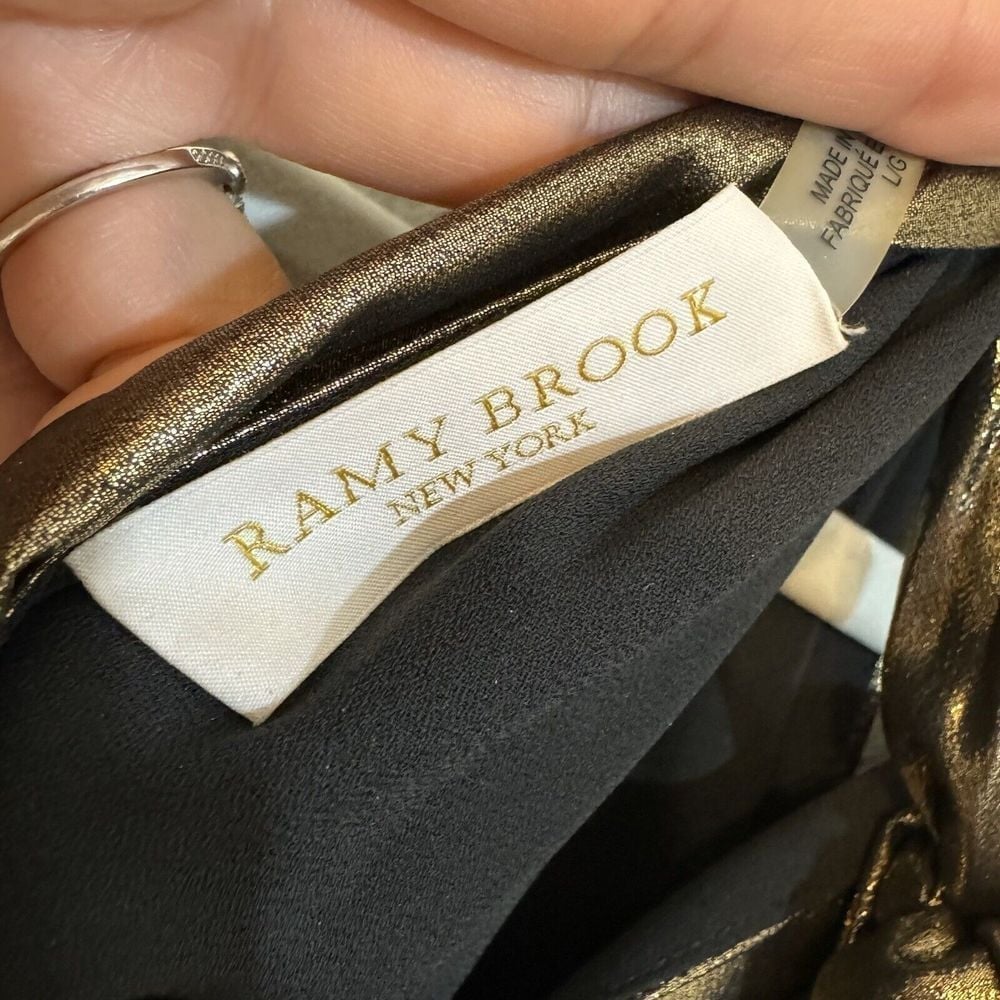 RAMY BROOK
NEW YORK
MADE IN
FABRIQUÉ E
L/G